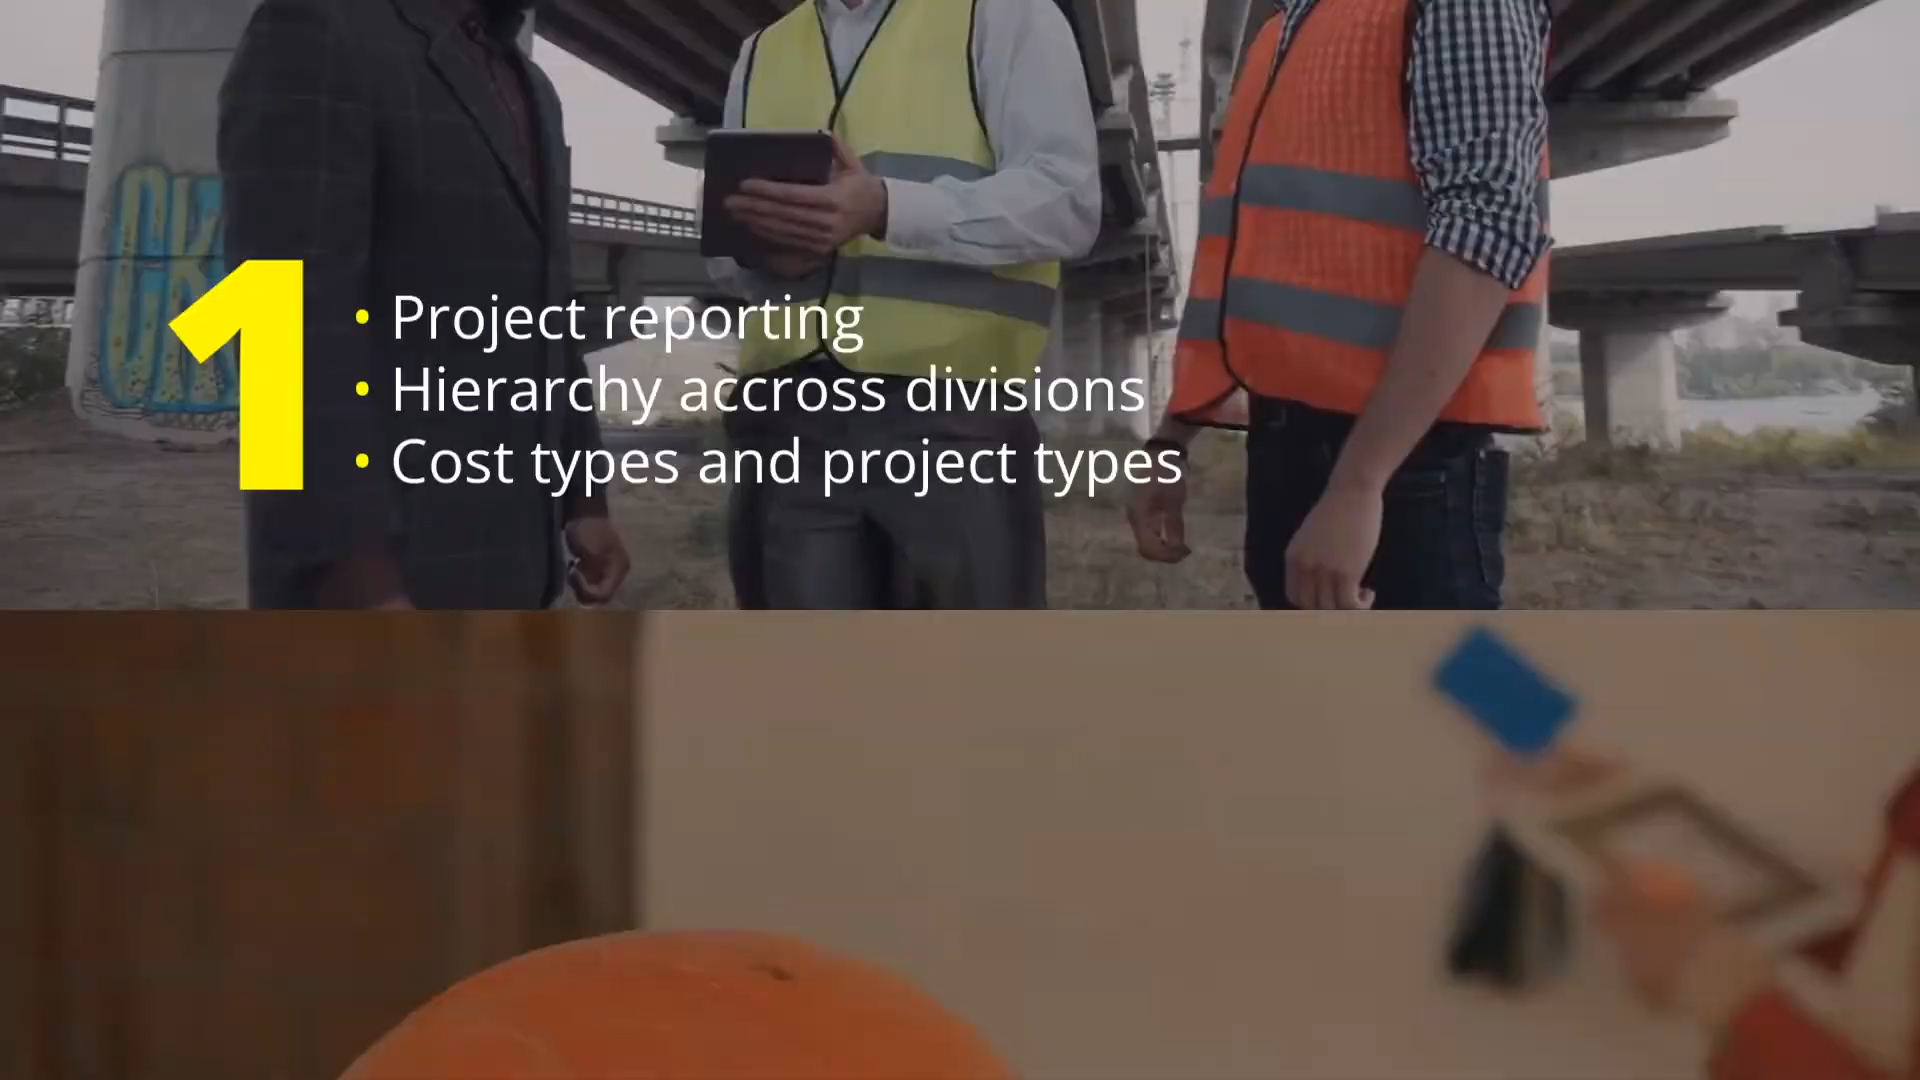 1
• Project reporting
• Hierarchy accross divisions
• Cost types and project types